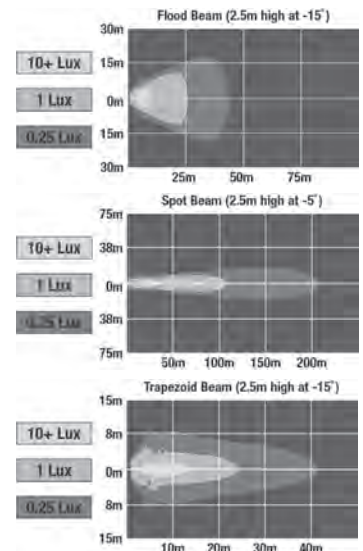 Flood Beam (2.5m high at -15˚)
30m
15m
0m
15m
30m
10+ Lux
1 Lux
0.25 Lux
25m 50m 75m
Spot Beam (2.5m high at -5˚)
75m
38m
0m
38m
75m
10+ Lux
1 Lux
0.25 Lux
50m 100m 150m 200m
Trapezoid Beam (2.5m high at -15˚)
15m
8m
0m
8m
15m
10+ Lux
1 Lux
0.25 Lux
10m 20m 30m 40m